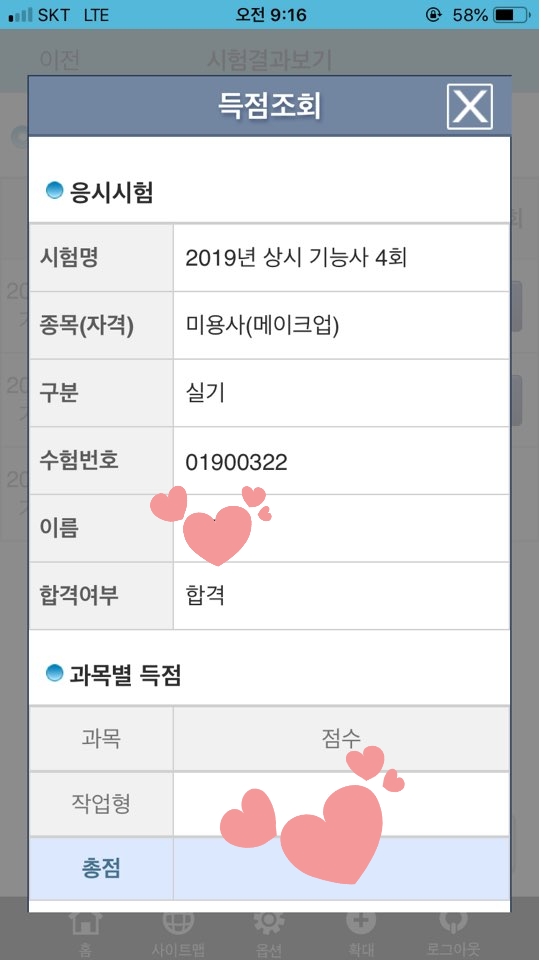 SKT LTE 오전 9:16 58%
이전 시험결과보기
득점조회
응시시험
시험명 2019년 상시 기능사 4회
종목(자격) 미용사(메이크업)
구분 실기
수험번호 01900322
이름
합격여부 합격
과목별 득점
과목 점수
작업형
총점
홈 사이트맵 옵션 확대 로그아웃